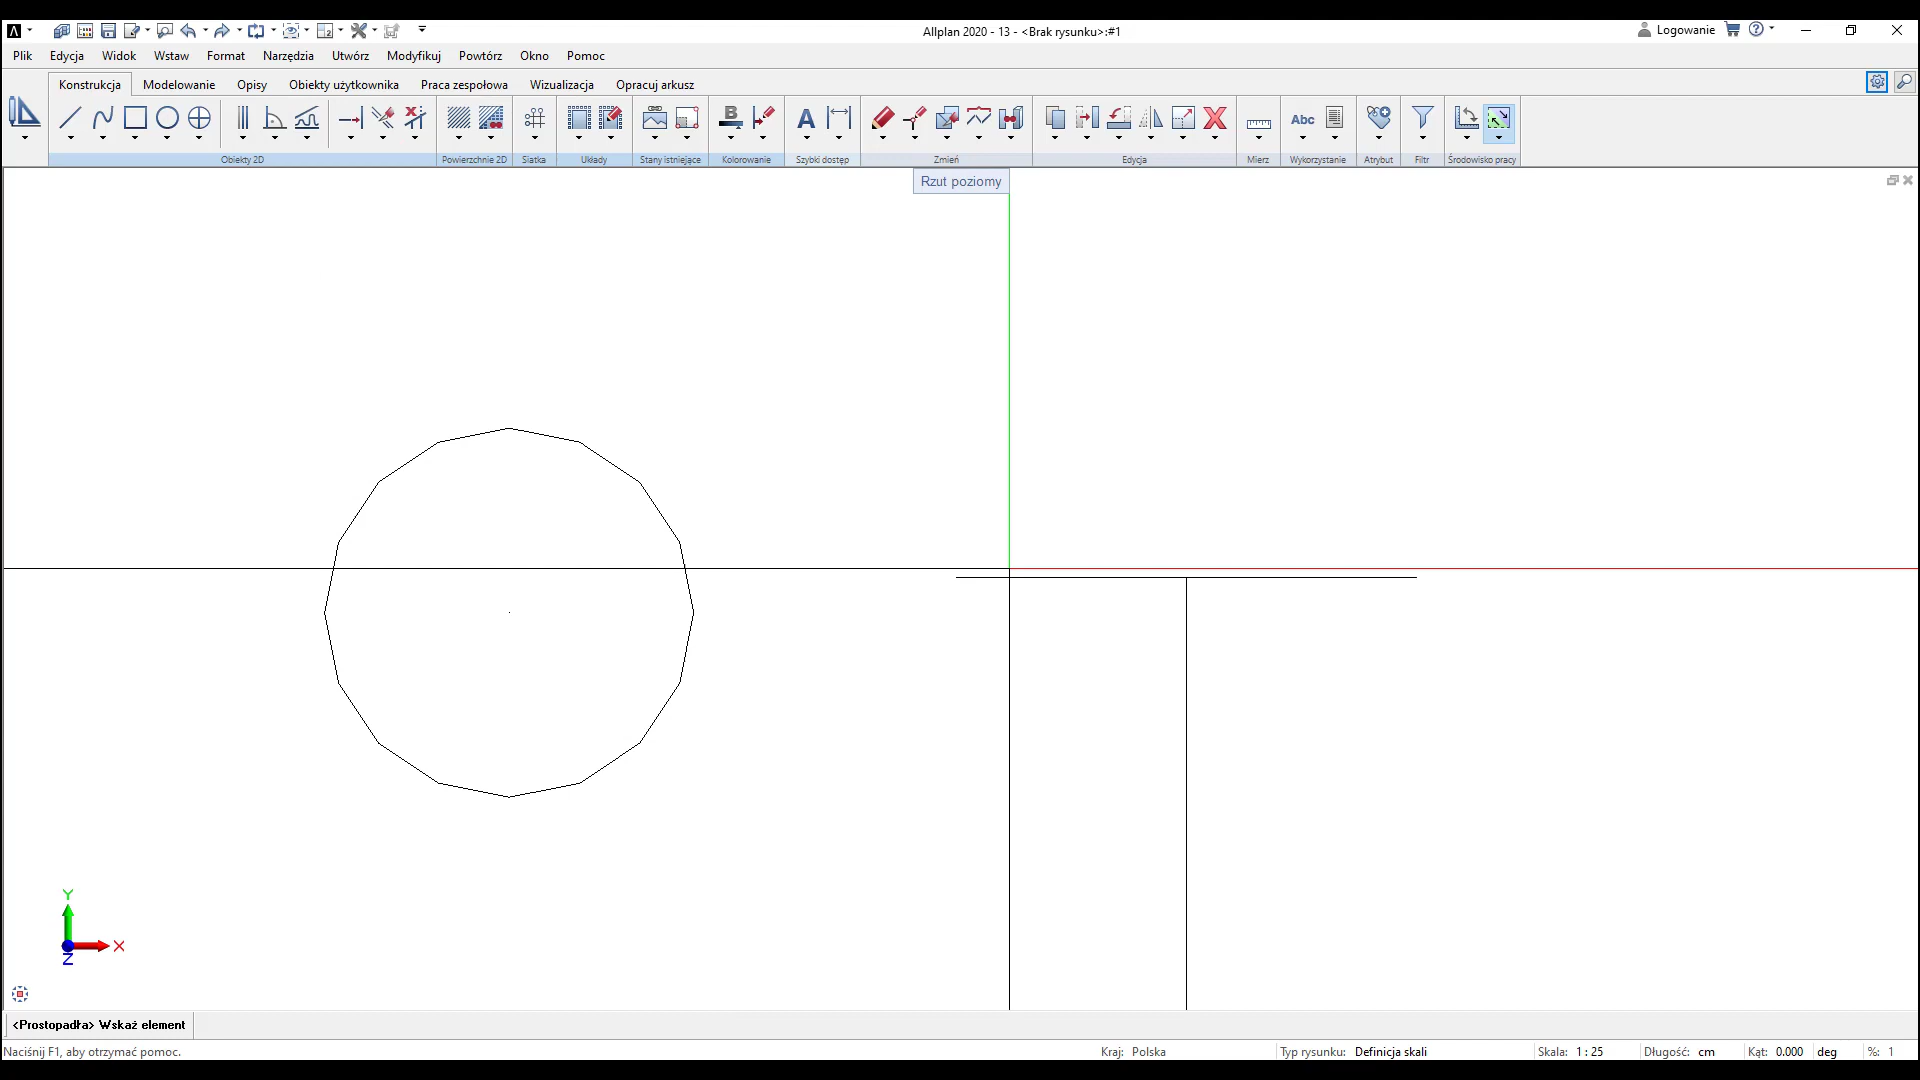 Allplan 2020 - 13 - <Brak rysunku>:#1
Logowanie
Plik Edycja Widok Wstaw Format Narzędzia Utwórz Modyfikuj Powtórz Okno Pomoc
Konstrukcja Modelowanie Opisy Obiekty użytkownika Praca zespołowa Wizualizacja Opracuj arkusz
B A Abc
Obiekty 2D Powierzchnie 2D Siatka Układy Stany istniejące Kolorowanie Szybki dostęp Zmień Edycja Mierz Wykorzystanie Atrybut Filtr Środowisko pracy
Rzut poziomy
Y
X
Z
<Prostopadła> Wskaż element
Naciśnij F1, aby otrzymać pomoc. Kraj: Polska Typ rysunku: Definicja skali Skala: 1 : 25 Długość: cm Kąt: 0.000 deg %: 1